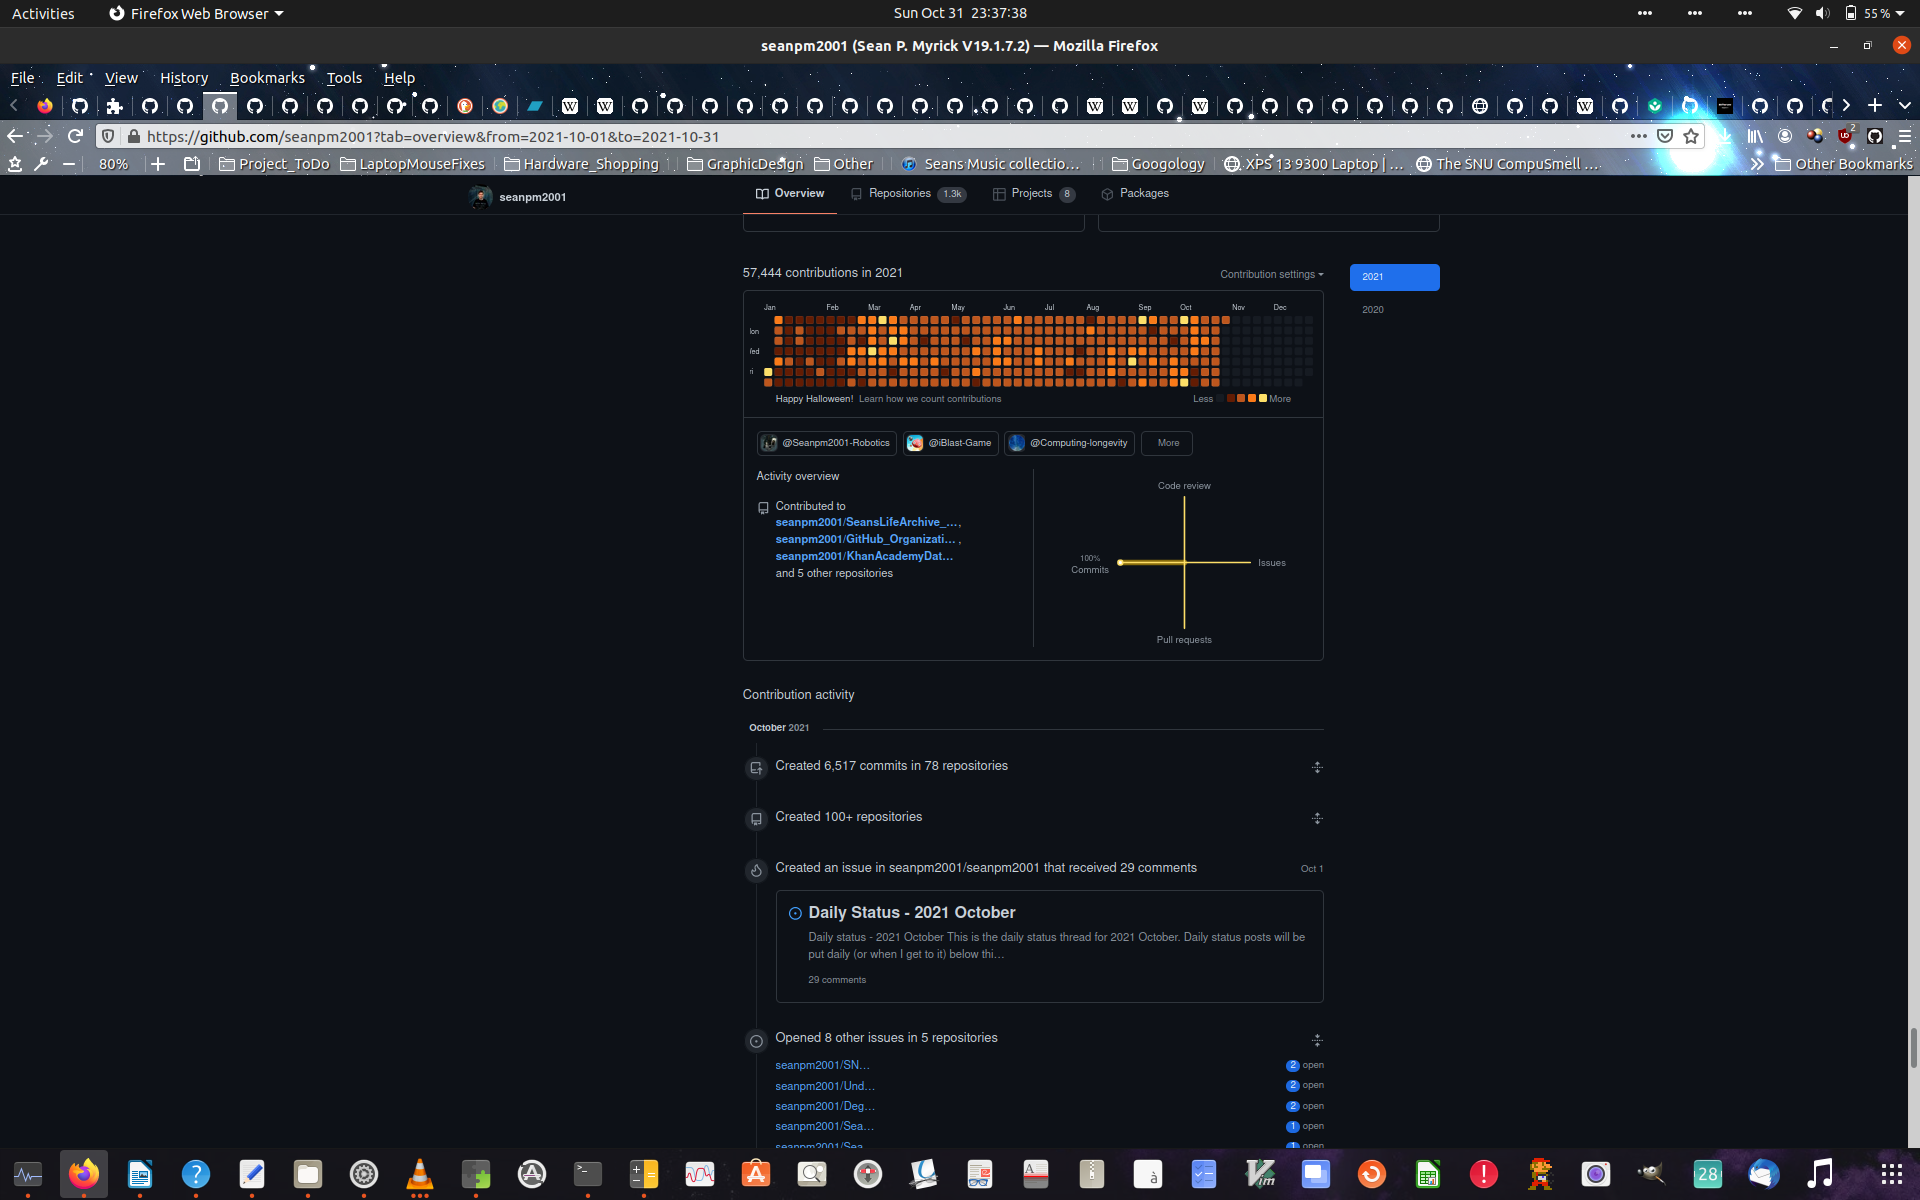 Activities
Firefox Web Browser
Sun Oct 31 23:37:38
55 %
seanpm2001 (Sean P. Myrick V19.1.7.2) — Mozilla Firefox
File Edit View History Bookmarks Tools Help
https://github.com/seanpm2001?tab=overview&from=2021-10-01&to=2021-10-31
2
80%
Project_ToDo
LaptopMouseFixes
Hardware_Shopping
GraphicDesign
Other
Seans Music collectio…
Googology
XPS 13 9300 Laptop | …
The SNU CompuSmell …
Other Bookmarks
seanpm2001
Overview
Repositories 1.3k
Projects 8
Packages
57,444 contributions in 2021
Contribution settings
2021
2020
Jan Feb Mar Apr May Jun Jul Aug Sep Oct Nov Dec
Happy Halloween! Learn how we count contributions
Less More
@Seanpm2001-Robotics
@iBlast-Game
@Computing-longevity
More
Activity overview
Contributed to
seanpm2001/SeansLifeArchive_…,
seanpm2001/GitHub_Organizati… ,
seanpm2001/KhanAcademyDat…
and 5 other repositories
Code review
100%
Commits
Issues
Pull requests
Contribution activity
October 2021
Created 6,517 commits in 78 repositories
Created 100+ repositories
Created an issue in seanpm2001/seanpm2001 that received 29 comments
Oct 1
Daily Status - 2021 October
Daily status - 2021 October This is the daily status thread for 2021 October. Daily status posts will be
put daily (or when I get to it) below thi…
29 comments
Opened 8 other issues in 5 repositories
seanpm2001/SN… 2 open
seanpm2001/Und… 2 open
seanpm2001/Deg… 2 open
seanpm2001/Sea… 1 open
seanpm2001/Sea… 1 open
28